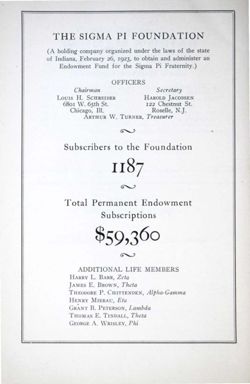 THE SIGMA PI FOUNDATION
(A holding company organized under the laws of the state
of Indiana, February 26, 1923, to obtain and administer an
Endowment Fund for the Sigma Pi Fraternity.)
OFFICERS
Chairman Secretary
LOUIS H. SCHREIBER HAROLD JACOBSEN
6801 W. 65th St. 122 Chestnut St.
Chicago, Ill. Roselle, N.J.
ARTHUR W. TURNER, Treasurer
Subscribers to the Foundation
1187
Total Permanent Endowment
Subscriptions
$59,360
ADDITIONAL LIFE MEMBERS
HARRY L. BARR, Zeta
JAMES E. BROWN, Theta
THEODORE P. CHITTENDEN, Alpha-Gamma
HENRY MIERAU, Eta
GRANT B. PETERSON, Lambda
THOMAS E. TYNDALL, Theta
GEORGE A. WRISLEY, Phi